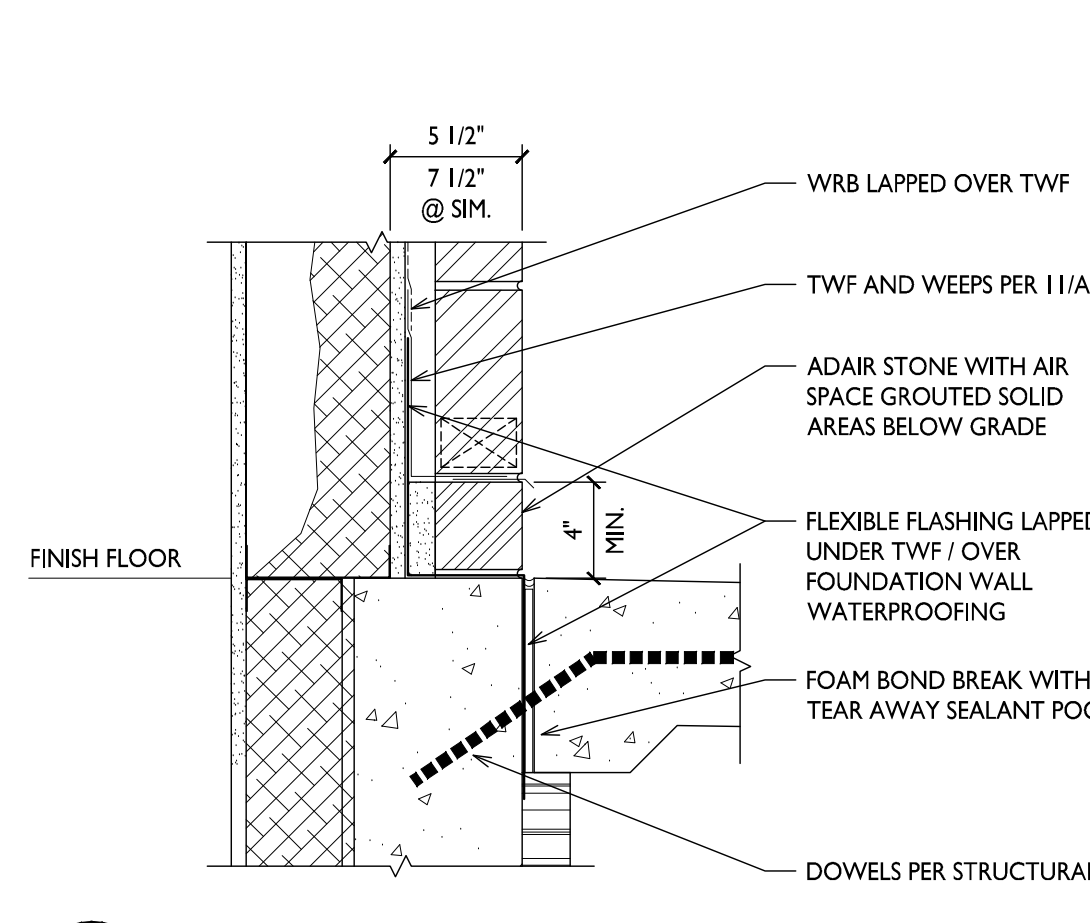 5 1/2"
7 1/2"
@ SIM.
WRB LAPPED OVER TWF
TWF AND WEEPS PER 11/A
ADAIR STONE WITH AIR
SPACE GROUTED SOLID
AREAS BELOW GRADE
4"
MIN.
FINISH FLOOR
FLEXIBLE FLASHING LAPPED
UNDER TWF / OVER
FOUNDATION WALL
WATERPROOFING
FOAM BOND BREAK WITH
TEAR AWAY SEALANT
DOWELS PER STRUCTURAL